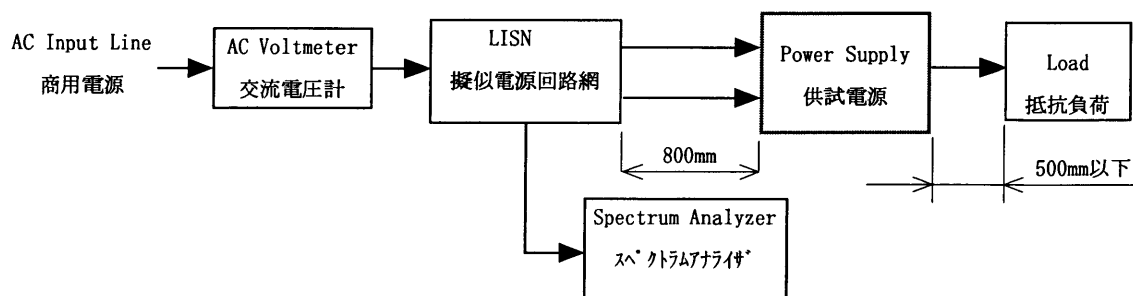 AC Input Line
商用電源
AC Voltmeter
交流電圧計
LISN
擬似電源回路網
Power Supply
供試電源
Load
抵抗負荷
800mm
500mm以下
Spectrum Analyzer
ｽﾍﾟｸﾄﾗﾑｱﾅﾗｲｻﾞ